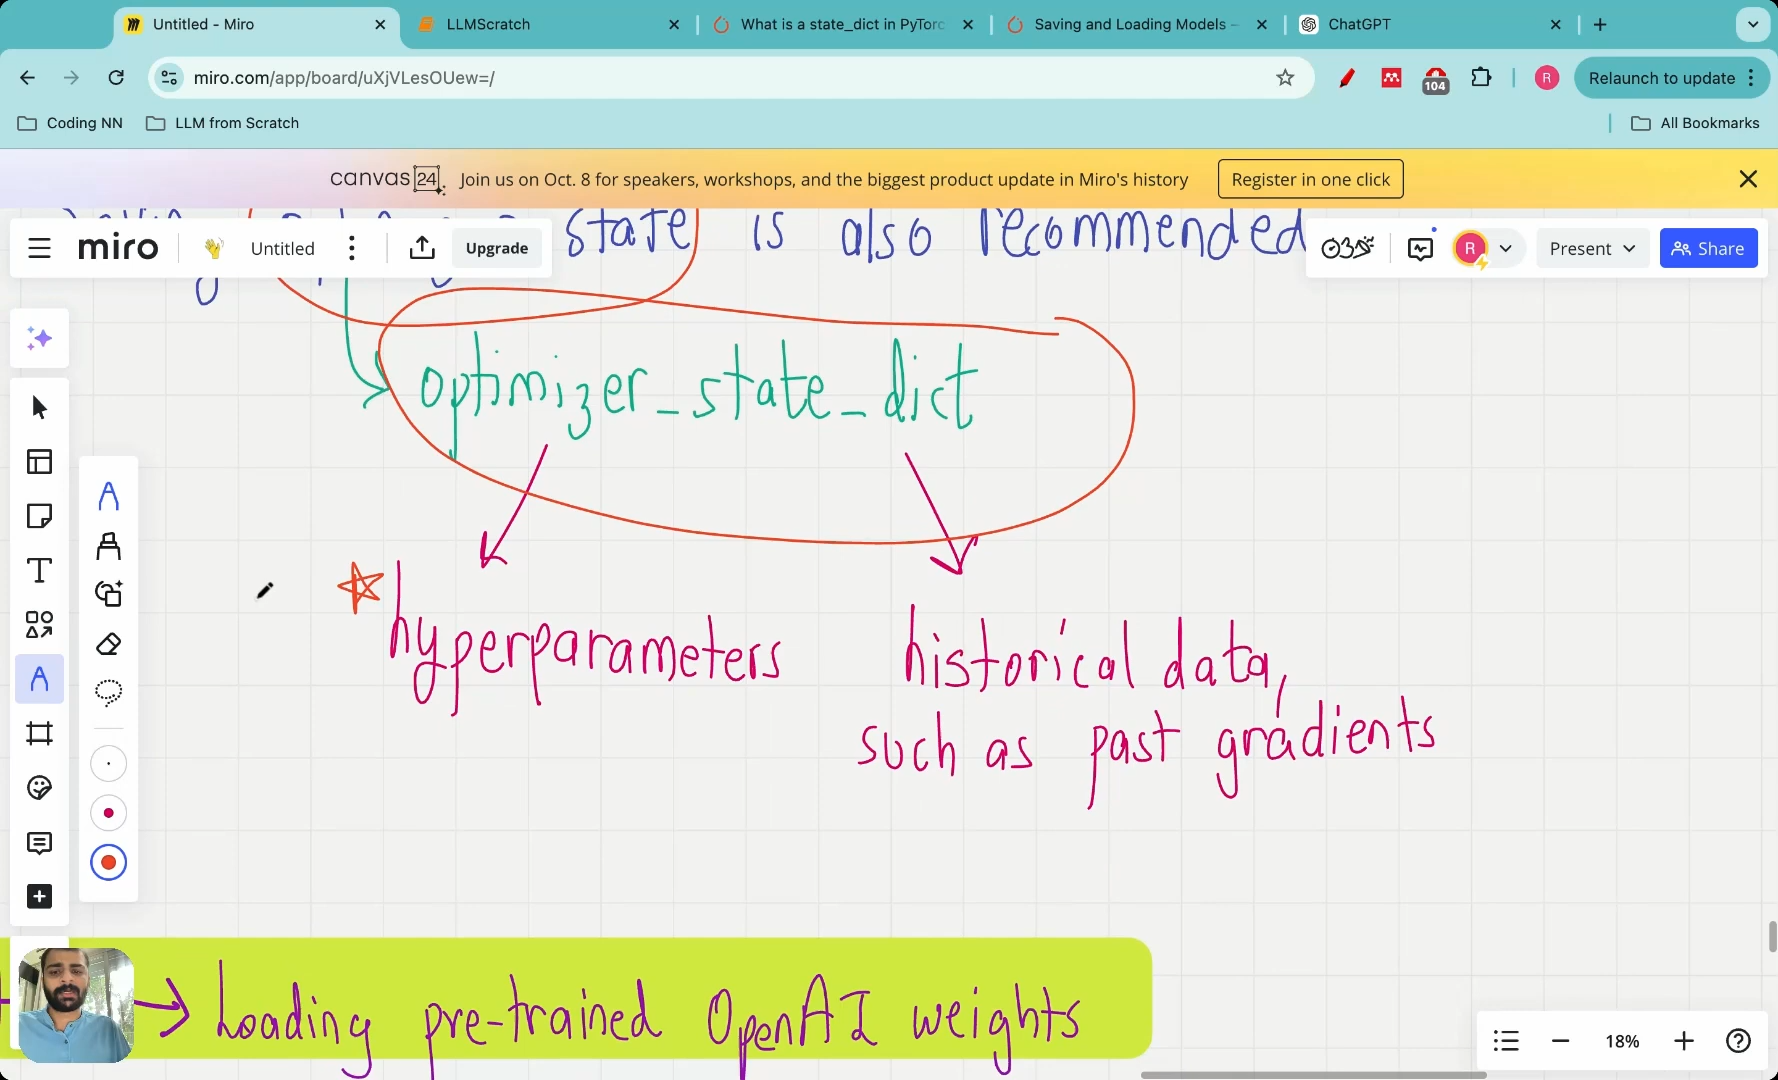 Untitled - Miro
LLMScratch
What is a state_dict in PyTorc
Saving and Loading Models -
ChatGPT
miro.com/app/board/uXjVLesOUew=/
104
R
Relaunch to update
Coding NN
LLM from Scratch
All Bookmarks
canvas 24
Join us on Oct. 8 for speakers, workshops, and the biggest product update in Miro's history
Register in one click
state is also recommended
miro
Untitled
Upgrade
R
Present
Share
optimizer_state_dict
hyperparameters
historical data,
such as past gradients
Loading pre-trained OpenAI weights
18%